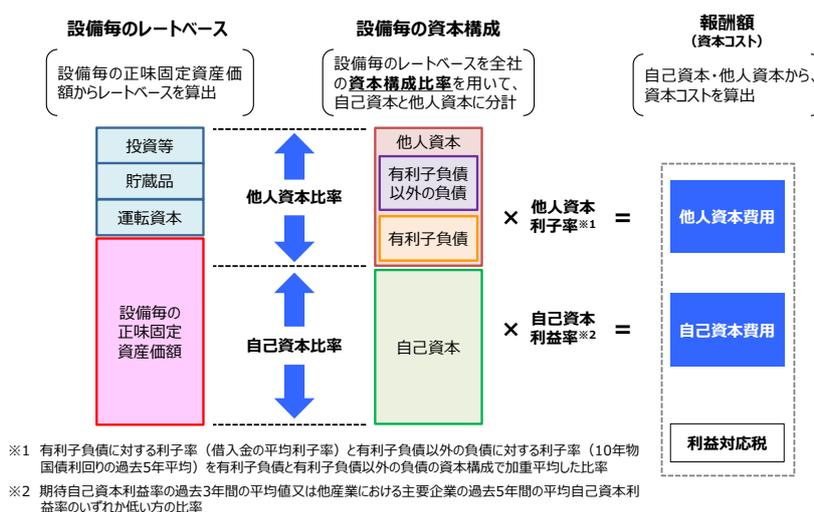 設備毎のレートベース
設備毎の正味固定資産価
額からレートベースを算出
設備毎の資本構成
設備毎のレートベースを全社
の資本構成比率を用いて、
自己資本と他人資本に分計
報酬額
(資本コスト)
自己資本・他人資本から、
資本コストを算出
投資等
貯蔵品
運転資本
設備毎の
正味固定
資産価額
他人資本比率
自己資本比率
他人資本
有利子負債
以外の負債
有利子負債
自己資本
× 他人資本
利子率※1 =
他人資本費用
× 自己資本
利益率※2 =
自己資本費用
利益対応税
※1 有利子負債に対する利子率（借入金の平均利子率）と有利子負債以外の負債に対する利子率（10年物
国債利回りの過去5年平均）を有利子負債と有利子負債以外の負債の資本構成で加重平均した比率
※2 期待自己資本利益率の過去3年間の平均値又は他産業における主要企業の過去5年間の平均自己資本利
益率のいずれか低い方の比率